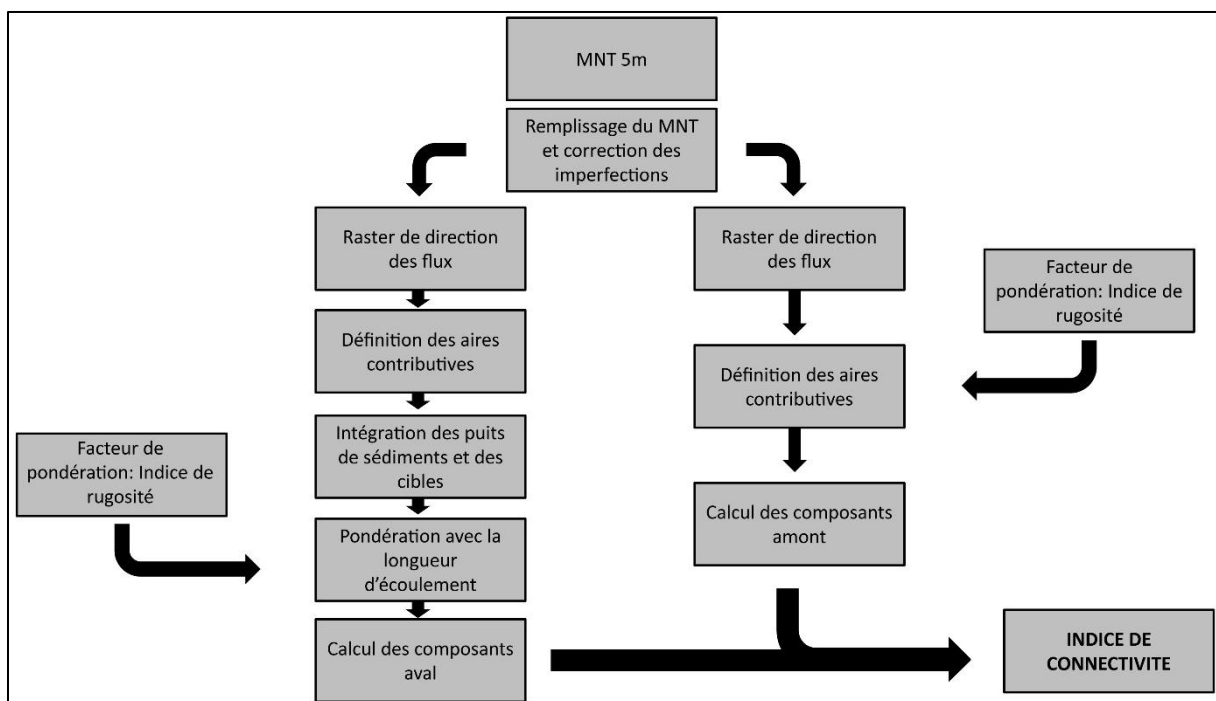 MNT 5m
Remplissage du MNT
et correction des
imperfections
Raster de direction
des flux
Définition des aires
contributives
Intégration des puits
de sédiments et des
cibles
Facteur de
pondération: Indice de
rugosité
Pondération avec la
longueur
d'écoulement
Calcul des composants
aval
Raster de direction
des flux
Facteur de
pondération: Indice de
rugosité
Définition des aires
contributives
Calcul des composants
amont
INDICE DE
CONNECTIVITE